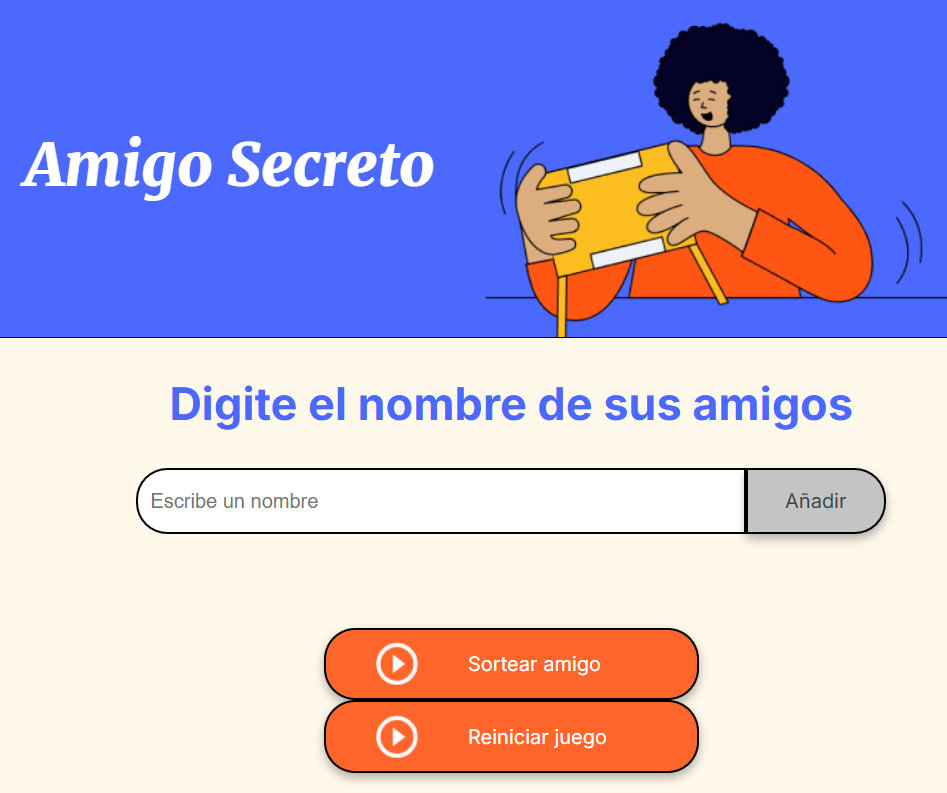 Amigo Secreto
Digite el nombre de sus amigos
Escribe un nombre
Añadir
Sortear amigo
Reiniciar juego